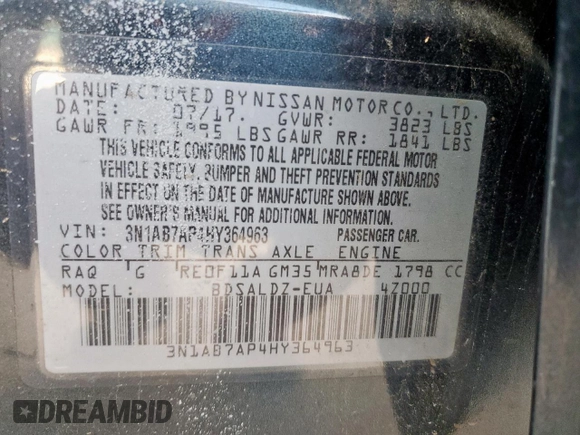 MANUFACTURED BY NISSAN MOTOR CO., LTD.
DATE: 07/17. GVWR: 3823 LBS
GAWR FR: 1995 LBS GAWR RR: 1841 LBS
THIS VEHICLE CONFORMS TO ALL APPLICABLE FEDERAL MOTOR
VEHICLE SAFETY, BUMPER AND THEFT PREVENTION STANDARDS
IN EFFECT ON THE DATE OF MANUFACTURE SHOWN ABOVE.
SEE OWNER'S MANUAL FOR ADDITIONAL INFORMATION.
VIN: 3N1AB7AP4HY364963 PASSENGER CAR.
COLOR TRIM TRANS AXLE ENGINE
RAQ G RE0F11A GM35 MRA8DE 1798 CC
MODEL: BDSALDZ-EUA 4Z000
3N1AB7AP4HY364963
DREAMBID